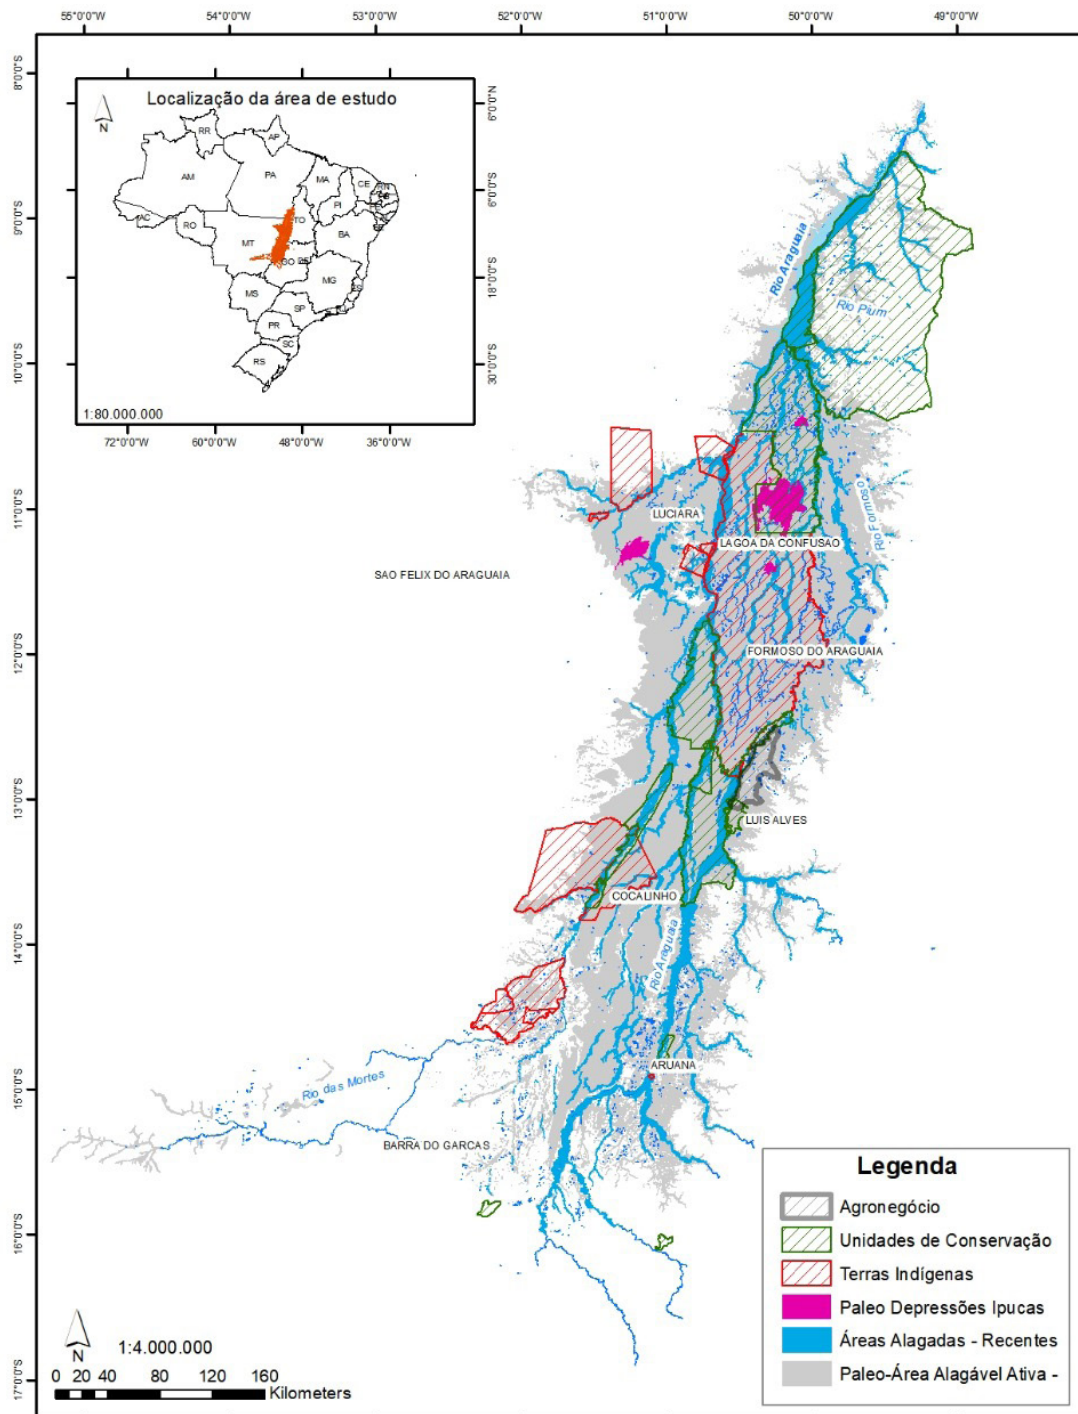 55°0'0"W 54°0'0"W 53°0'0"W 52°0'0"W 51°0'0"W 50°0'0"W 49°0'0"W
8°0'0"S
9°0'0"S
10°0'0"S
11°0'0"S
12°0'0"S
13°0'0"S
14°0'0"S
15°0'0"S
16°0'0"S
17°0'0"S
Localização da área de estudo
N
RR
AP
AM
PA
MA
CE
RN
PI
AC
RO
TO
BA
MT
GO
MG
MS
SP
PR
SC
RS
1:80.000.000
6°0'0"N
6°0'0"S
18°0'0"S
30°0'0"S
72°0'0"W 60°0'0"W 48°0'0"W 36°0'0"W
Rio Araguaia
Rio Pium
Rio Formoso
LUCIARA
LAGOA DA CONFUSAO
SAO FELIX DO ARAGUAIA
FORMOSO DO ARAGUAIA
LUIS ALVES
COCALINHO
Rio Araguaia
ARUANA
Rio das Mortes
BARRA DO GARCAS
Legenda
Agronegócio
Unidades de Conservação
Terras Indígenas
Paleo Depressões Ipucas
Áreas Alagadas - Recentes
Paleo-Área Alagável Ativa -
N
1:4.000.000
0 20 40 80 120 160
Kilometers